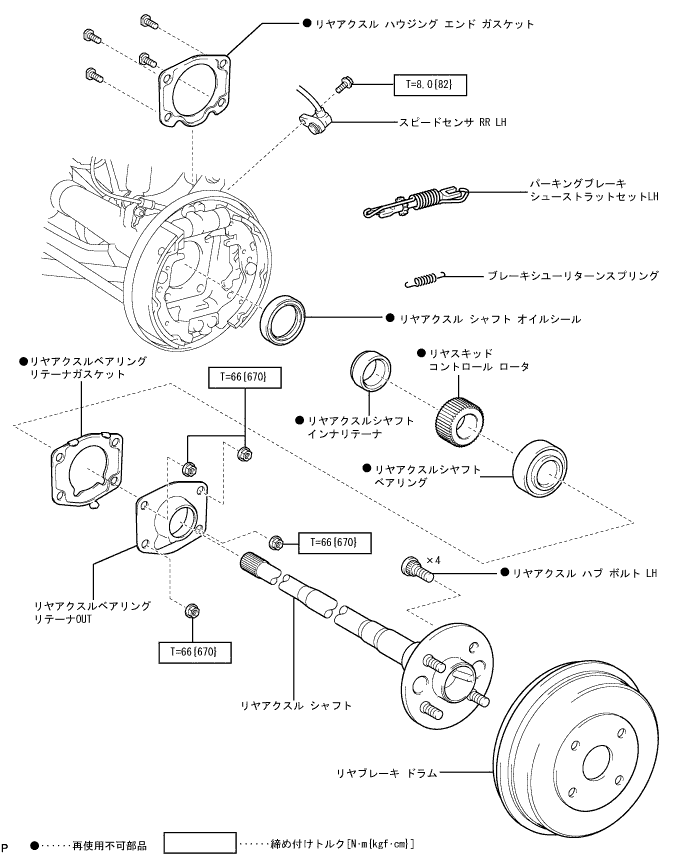 ● リヤアクスル ハウジング エンド ガスケット
T=8.0{82}
スピードセンサ RR LH
パーキングブレーキ
シューストラットセットLH
ブレーキシューリターンスプリング
● リヤアクスル シャフト オイルシール
●リヤアクスルベアリング
リテーナガスケット
T=66{670}
●リヤスキッド
コントロール ロータ
●リヤアクスルシヤフト
インナリテーナ
●リヤアクスルシヤフト
ベアリング
T=66{670}
×4
●リヤアクスル ハブ ボルト LH
リヤアクスルベアリング
リテーナOUT
T=66{670}
リヤアクスル シャフト
リヤブレーキ ドラム
P ●‥‥‥再使用不可部品 ‥‥‥締め付けトルク[N·m{kgf·cm}]